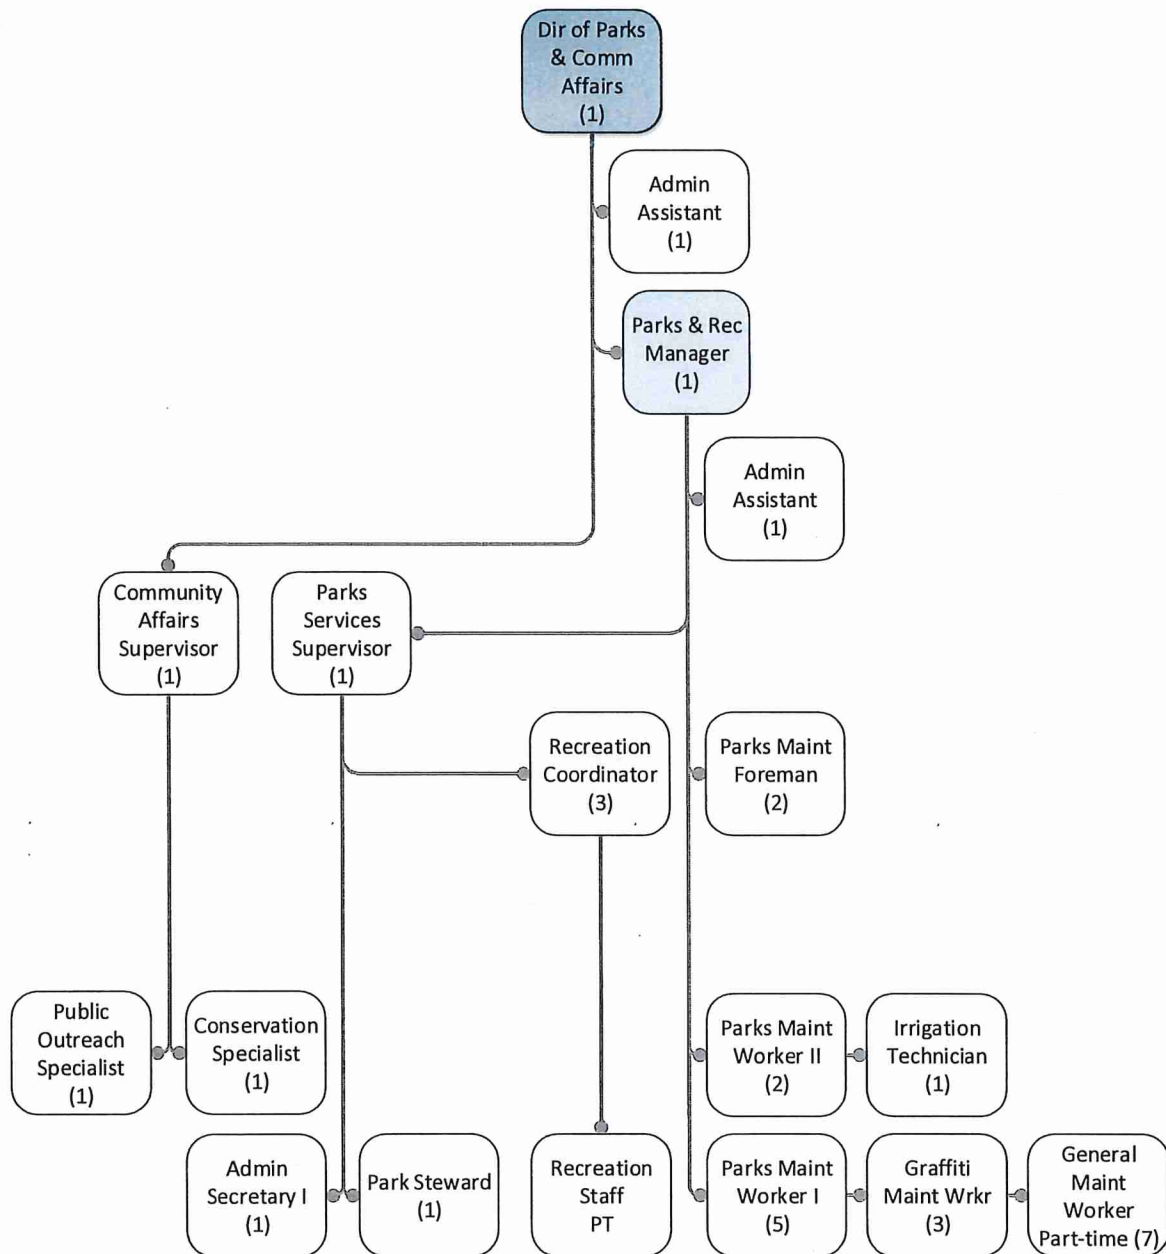 Dir of Parks
& Comm
Affairs
(1)
Admin
Assistant
(1)
Parks & Rec
Manager
(1)
Admin
Assistant
(1)
Community
Affairs
Supervisor
(1)
Parks
Services
Supervisor
(1)
Recreation
Coordinator
(3)
Parks Maint
Foreman
(2)
Public
Outreach
Specialist
(1)
Conservation
Specialist
(1)
Parks Maint
Worker II
(2)
Irrigation
Technician
(1)
Admin
Secretary I
(1)
Park Steward
(1)
Recreation
Staff
PT
Parks Maint
Worker I
(5)
Graffiti
Maint Wrkr
(3)
General
Maint
Worker
Part-time (7)